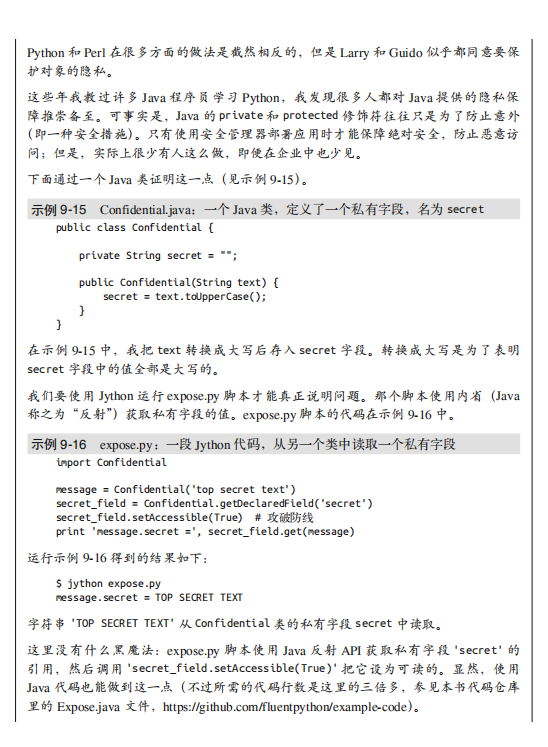 Python 和 Perl 在很多方面的做法是截然相反的，但是 Larry 和 Guido 似乎都同意要保
护对象的隐私。
这些年我教过许多 Java 程序员学习 Python，我发现很多人都对 Java 提供的隐私保
障推崇备至。可事实是，Java 的 private 和 protected 修饰符往往只是为了防止意外
（即一种安全措施）。只有使用安全管理器部署应用时才能保障绝对安全，防止恶意访
问；但是，实际上很少有人这么做，即便在企业中也少见。
下面通过一个 Java 类证明这一点（见示例 9-15）。
示例 9-15 Confidential.java：一个 Java 类，定义了一个私有字段，名为 secret
public class Confidential {
private String secret = "";
public Confidential(String text) {
secret = text.toUpperCase();
}
}
在示例 9-15 中，我把 text 转换成大写后存入 secret 字段。转换成大写是为了表明
secret 字段中的值全部是大写的。
我们要使用 Jython 运行 expose.py 脚本才能真正说明问题。那个脚本使用内省（Java
称之为“反射”）获取私有字段的值。expose.py 脚本的代码在示例 9-16 中。
示例 9-16 expose.py：一段 Jython 代码，从另一个类中读取一个私有字段
import Confidential
message = Confidential('top secret text')
secret_field = Confidential.getDeclaredField('secret')
secret_field.setAccessible(True) # 攻破防线
print 'message.secret =', secret_field.get(message)
运行示例 9-16 得到的结果如下：
$ jython expose.py
message.secret = TOP SECRET TEXT
字符串 'TOP SECRET TEXT' 从 Confidential 类的私有字段 secret 中读取。
这里没有什么黑魔法：expose.py 脚本使用 Java 反射 API 获取私有字段 'secret' 的
引用，然后调用 'secret_field.setAccessible(True)' 把它设为可读的。显然，使用
Java 代码也能做到这一点（不过所需的代码行数是这里的三倍多，参见本书代码仓库
里的 Expose.java 文件，https://github.com/fluentpython/example-code）。